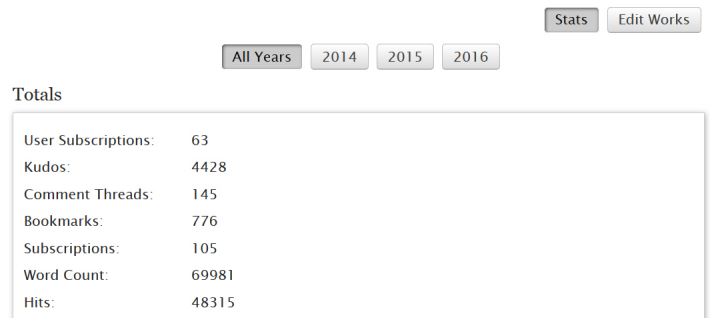 Stats Edit Works
All Years 2014 2015 2016
Totals
User Subscriptions: 63
Kudos: 4428
Comment Threads: 145
Bookmarks: 776
Subscriptions: 105
Word Count: 69981
Hits: 48315